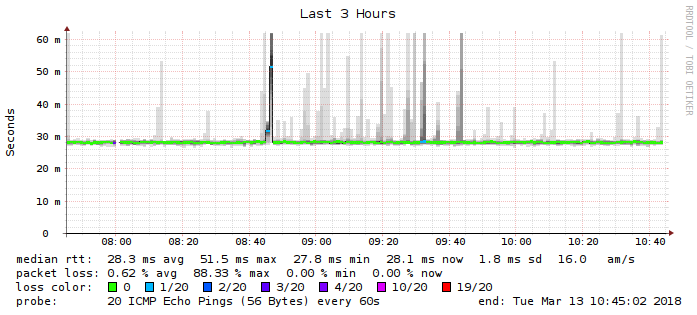 Last 3 Hours
RRDTOOL / TOBI OETIKER
Seconds
60 m
50 m
40 m
30 m
20 m
10 m
0
08:00 08:20 08:40 09:00 09:20 09:40 10:00 10:20 10:40
median rtt: 28.3 ms avg 51.5 ms max 27.8 ms min 28.1 ms now 1.8 ms sd 16.0 am/s
packet loss: 0.62 % avg 88.33 % max 0.00 % min 0.00 % now
loss color: 0 1/20 2/20 3/20 4/20 10/20 19/20
probe: 20 ICMP Echo Pings (56 Bytes) every 60s end: Tue Mar 13 10:45:02 2018